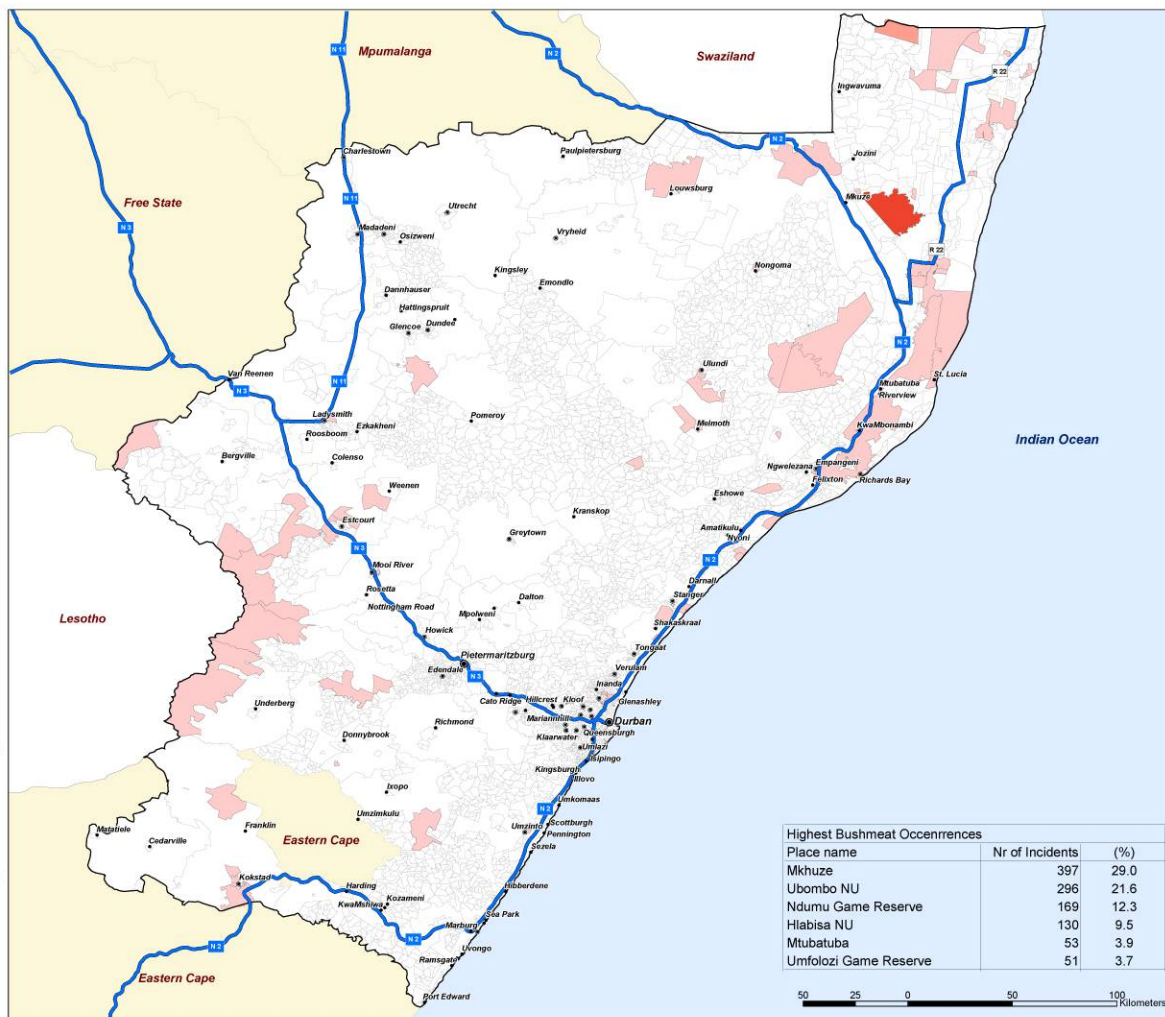 N 11
Mpumalanga
N 2
Swaziland
R 22
Ingwavuma
Charlestown
Paulpietersburg
N 2
Jozini
Louwsburg
N 11
Mkuze
Free State
Utrecht
N 3
Madadeni
Osizweni
Vryheid
R 22
Nongoma
Kingsley
Emondlo
Dannhauser
Hattingspruit
Glencoe
Dundee
N 2
Van Reenen
Ulundi
St. Lucia
N 3
N 11
Mtubatuba
Riverview
Ladysmith
Pomeroy
Melmoth
KwaMbonambi
Roosboom
Ezkakheni
Indian Ocean
Bergville
Colenso
Ngwelezana
Empangeni
Felixton
Richards Bay
Weenen
Eshowe
Kranskop
Estcourt
Greytown
Amatikulu
Nyoni
N 3
N 2
Mooi River
Darnall
Rosetta
Stanger
Lesotho
Nottingham Road
Dalton
Mpolweni
Shakaskraal
Howick
Tongaat
Pietermaritzburg
Verulam
Edendale
N 3
Inanda
Glenashley
Underberg
Cato Ridge
Hillcrest
Kloof
Mariannhill
Durban
Richmond
Klaarwater
Queensburgh
Donnybrook
Umlazi
Isipingo
Kingsburgh
Illovo
Ixopo
Umkomaas
N 2
Umzimkulu
Scottburgh
Umzinto
Pennington
Matatiele
Franklin
Eastern Cape
Cedarville
Sezela
Kokstad
Harding
Hibberdene
Kozameni
KwaMshiwa
Sea Park
Marburg
N 2
N 2
Uvongo
Ramsgate
Eastern Cape
Port Edward
Highest Bushmeat Occenrrences
Place name Nr of Incidents (%)
Mkhuze 397 29.0
Ubombo NU 296 21.6
Ndumu Game Reserve 169 12.3
Hlabisa NU 130 9.5
Mtubatuba 53 3.9
Umfolozi Game Reserve 51 3.7
50 25 0 50 100
Kilometers